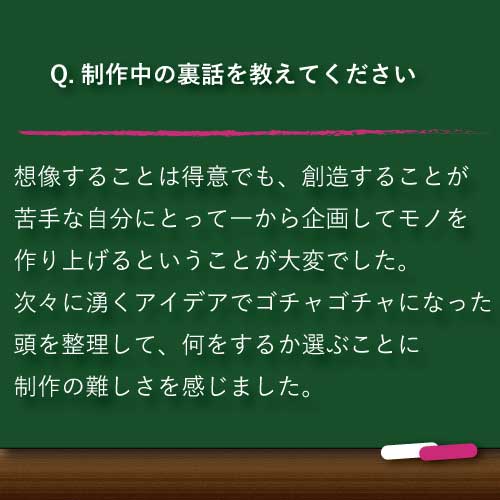 Q. 制作中の裏話を教えてください
想像することは得意でも、創造することが
苦手な自分にとって一から企画してモノを
作り上げるということが大変でした。
次々に湧くアイデアでゴチャゴチャになった
頭を整理して、何をするか選ぶことに
制作の難しさを感じました。